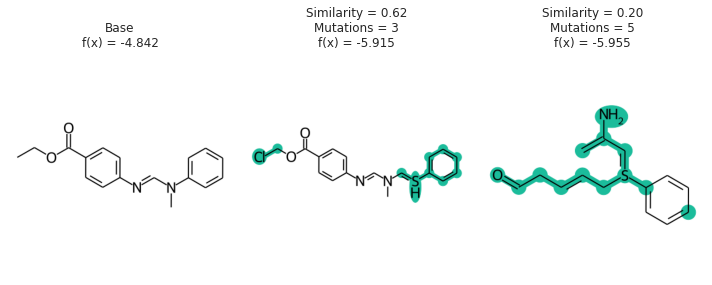 Base
f(x) = -4.842
Similarity = 0.62
Mutations = 3
f(x) = -5.915
Similarity = 0.20
Mutations = 5
f(x) = -5.955
O
O
N
N
Cl
O
O
N
N
S
H
NH2
O
S